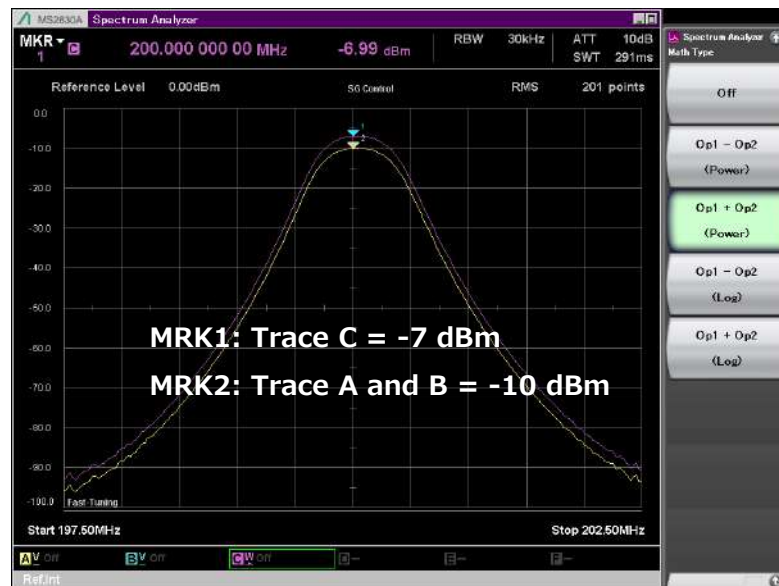 MS2830A Spectrum Analyzer
MKR C 200.000 000 00 MHz -6.99 dBm RBW 30kHz ATT 10dB
1 SWT 291ms
Reference Level 0.00dBm SG Control RMS 201 points
0.0
1
2
-10.0
-20.0
-30.0
-40.0
-50.0
MRK1: Trace C = -7 dBm
-60.0
MRK2: Trace A and B = -10 dBm
-70.0
-80.0
-90.0
-100.0 Fast-Tuning
Start 197.50MHz Stop 202.50MHz
A V Off B V Off C W Off D— E— F—
Ref.Int
Spectrum Analyzer
Math Type
Off
Op1 - Op2
(Power)
Op1 + Op2
(Power)
Op1 - Op2
(Log)
Op1 + Op2
(Log)